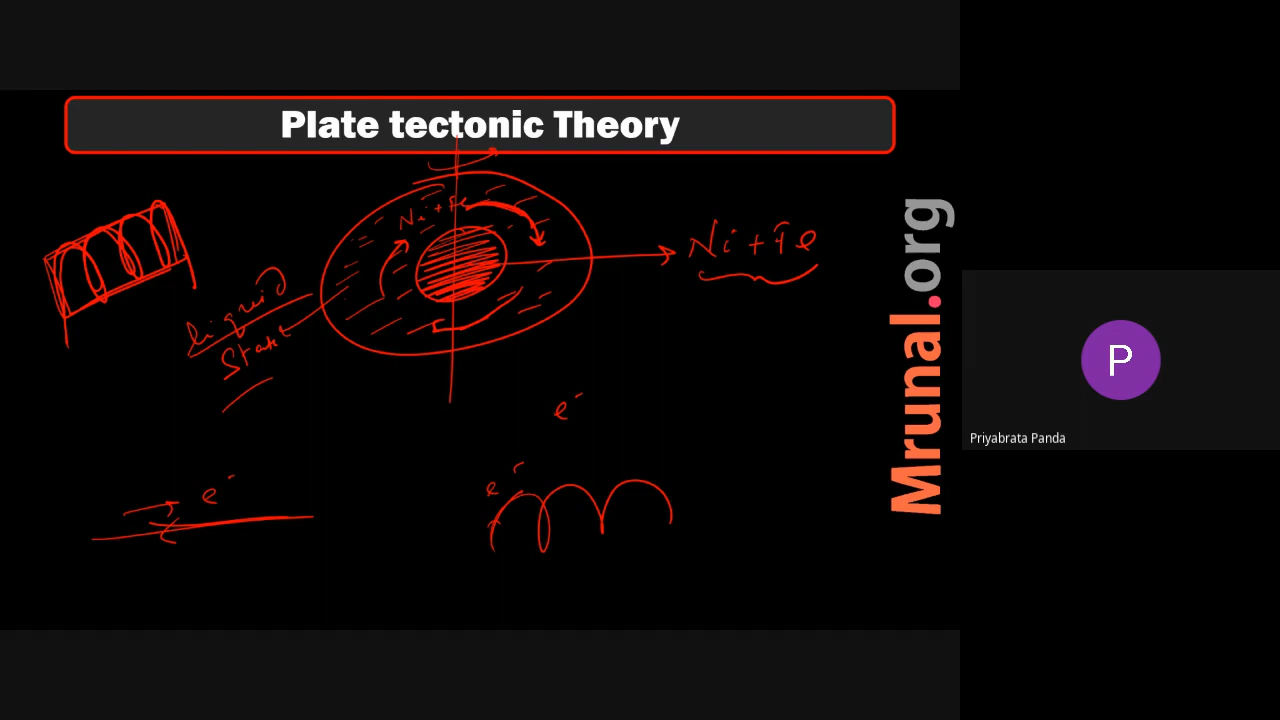 Plate tectonic Theory
Ni + Fe
Ni + Fe
liquid
State
e-
e-
e-
Mrunal.org
P
Priyabrata Panda